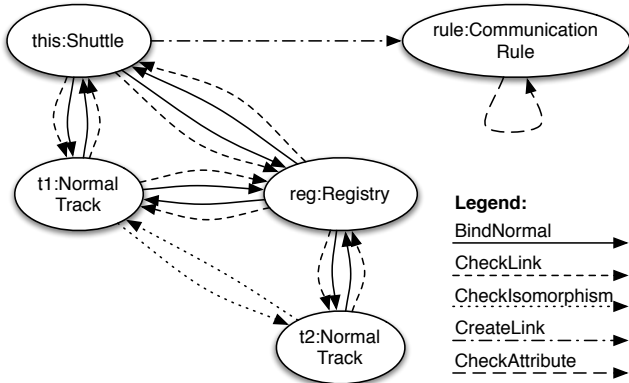 this:Shuttle
rule:Communication
Rule
t1:Normal
Track
reg:Registry
t2:Normal
Track
Legend:
BindNormal
CheckLink
CheckIsomorphism
CreateLink
CheckAttribute